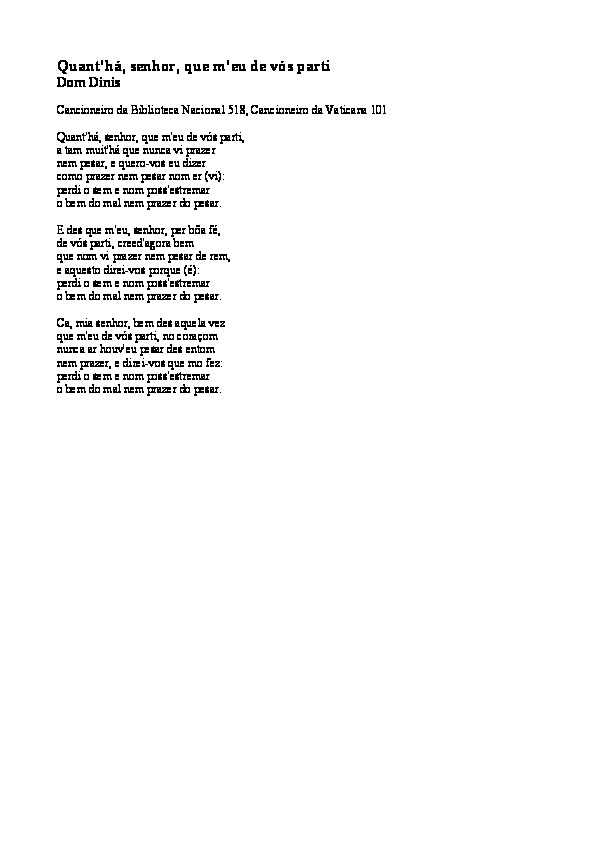 Quant'há, senhor, que m'eu de vós parti
Dom Dinis
Cancioneiro da Biblioteca Nacional 518, Cancioneiro da Vaticana 101
Quant'há, senhor, que m'eu de vós parti,
a tam muit'há que nunca vi prazer
nem pesar, e quero-vos eu dizer
como prazer nem pesar nom er (vi):
perdi o sem e nom poss'estremar
o bem do mal nem prazer do pesar.
E des que m'eu, senhor, per bõa fé,
de vós parti, creed'agora bem
que nom vi prazer nem pesar de rem,
e aquesto direi-vos porque (é):
perdi o sem e nom poss'estremar
o bem do mal nem prazer do pesar.
Ca, mia senhor, bem des aquela vez
que m'eu de vós parti, no coraçom
nunca ar houv'eu pesar des entom
nem prazer, e direi-vos que mo fez:
perdi o sem e nom poss'estremar
o bem do mal nem prazer do pesar.